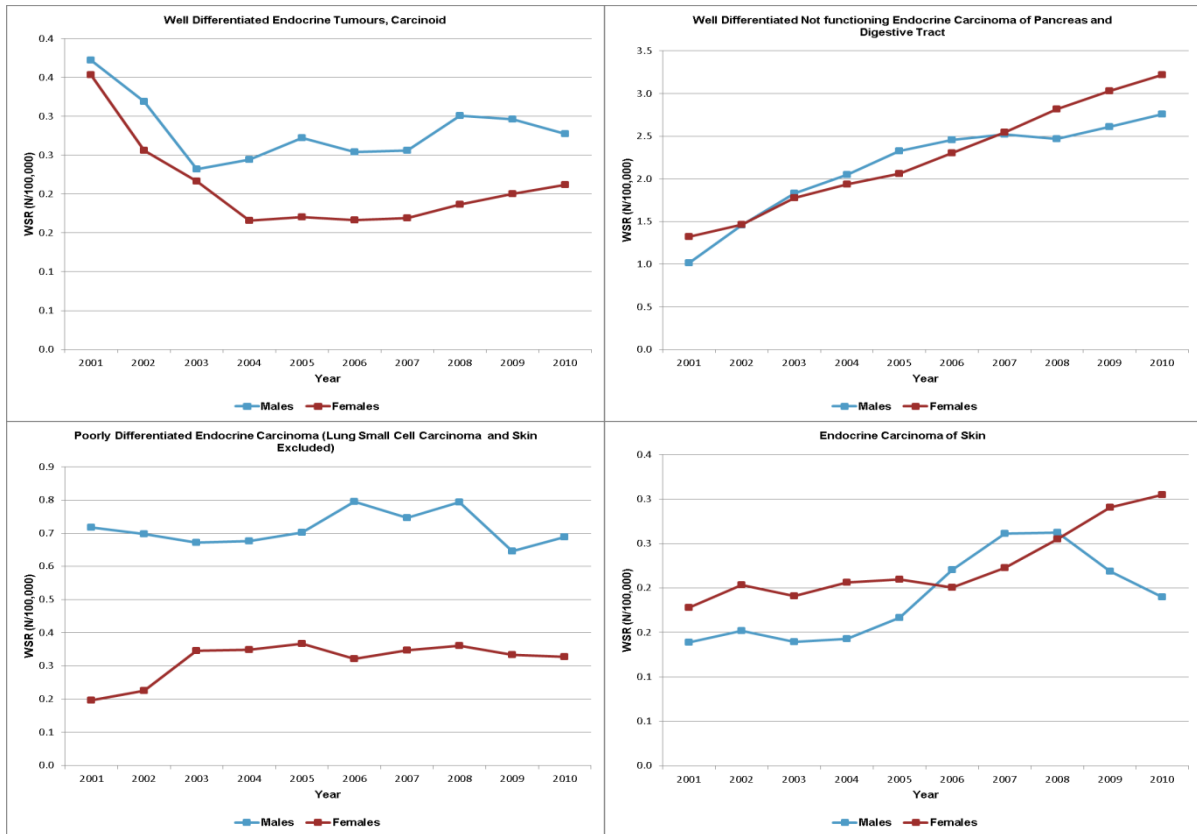 Well Differentiated Endocrine Tumours, Carcinoid
0.4
0.4
0.3
0.3
0.2
0.2
0.1
0.1
0.0
WSR (N/100,000)
2001 2002 2003 2004 2005 2006 2007 2008 2009 2010
Year
Males Females
Well Differentiated Not functioning Endocrine Carcinoma of Pancreas and
Digestive Tract
3.5
3.0
2.5
2.0
1.5
1.0
0.5
0.0
WSR (N/100,000)
2001 2002 2003 2004 2005 2006 2007 2008 2009 2010
Year
Males Females
Poorly Differentiated Endocrine Carcinoma (Lung Small Cell Carcinoma and Skin
Excluded)
0.9
0.8
0.7
0.6
0.5
0.4
0.3
0.2
0.1
0.0
WSR (N/100,000)
2001 2002 2003 2004 2005 2006 2007 2008 2009 2010
Year
Males Females
Endocrine Carcinoma of Skin
0.4
0.3
0.3
0.2
0.2
0.1
0.1
0.0
WSR (N/100,000)
2001 2002 2003 2004 2005 2006 2007 2008 2009 2010
Year
Males Females